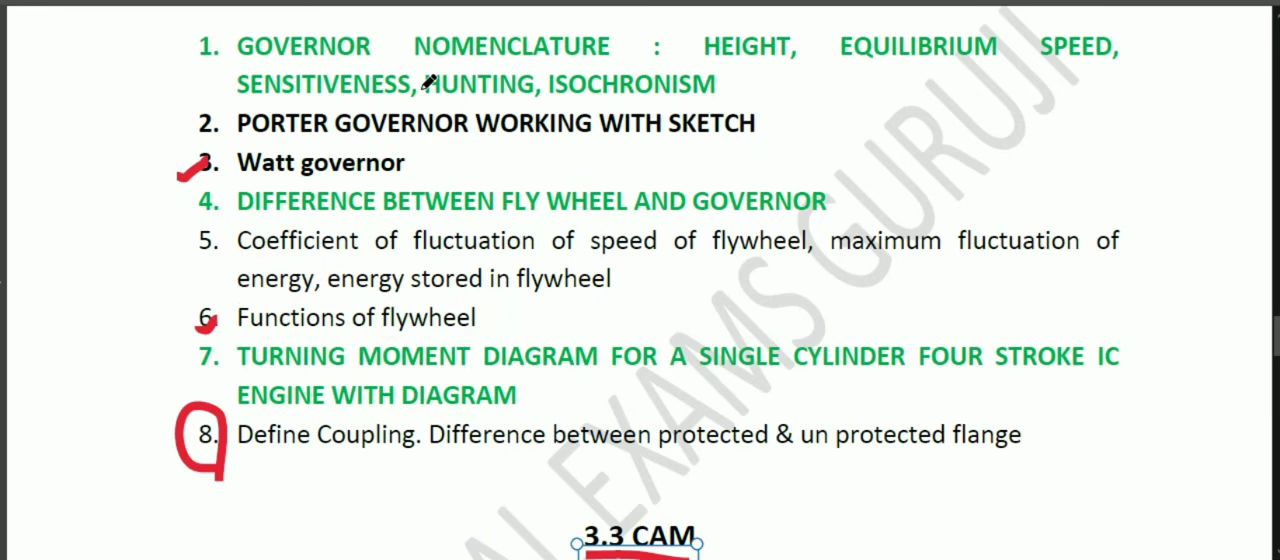 1. GOVERNOR NOMENCLATURE : HEIGHT, EQUILIBRIUM SPEED,
SENSITIVENESS, HUNTING, ISOCHRONISM
2. PORTER GOVERNOR WORKING WITH SKETCH
3. Watt governor
4. DIFFERENCE BETWEEN FLY WHEEL AND GOVERNOR
5. Coefficient of fluctuation of speed of flywheel, maximum fluctuation of
energy, energy stored in flywheel
6. Functions of flywheel
7. TURNING MOMENT DIAGRAM FOR A SINGLE CYLINDER FOUR STROKE IC
ENGINE WITH DIAGRAM
8. Define Coupling. Difference between protected & un protected flange
3.3 CAM
EXAMS GURUJI